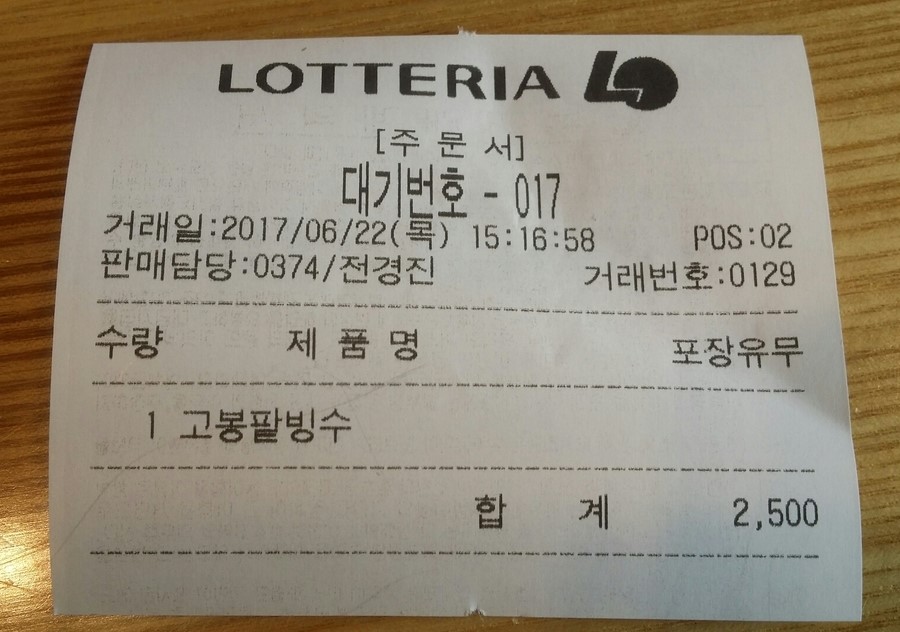 LOTTERIA
[주 문 서]
대기번호 - 017
거래일:2017/06/22(목) 15:16:58 POS:02
판매담당:0374/전경진 거래번호:0129
수량 제 품 명 포장유무
1 고봉팥빙수
합 계 2,500